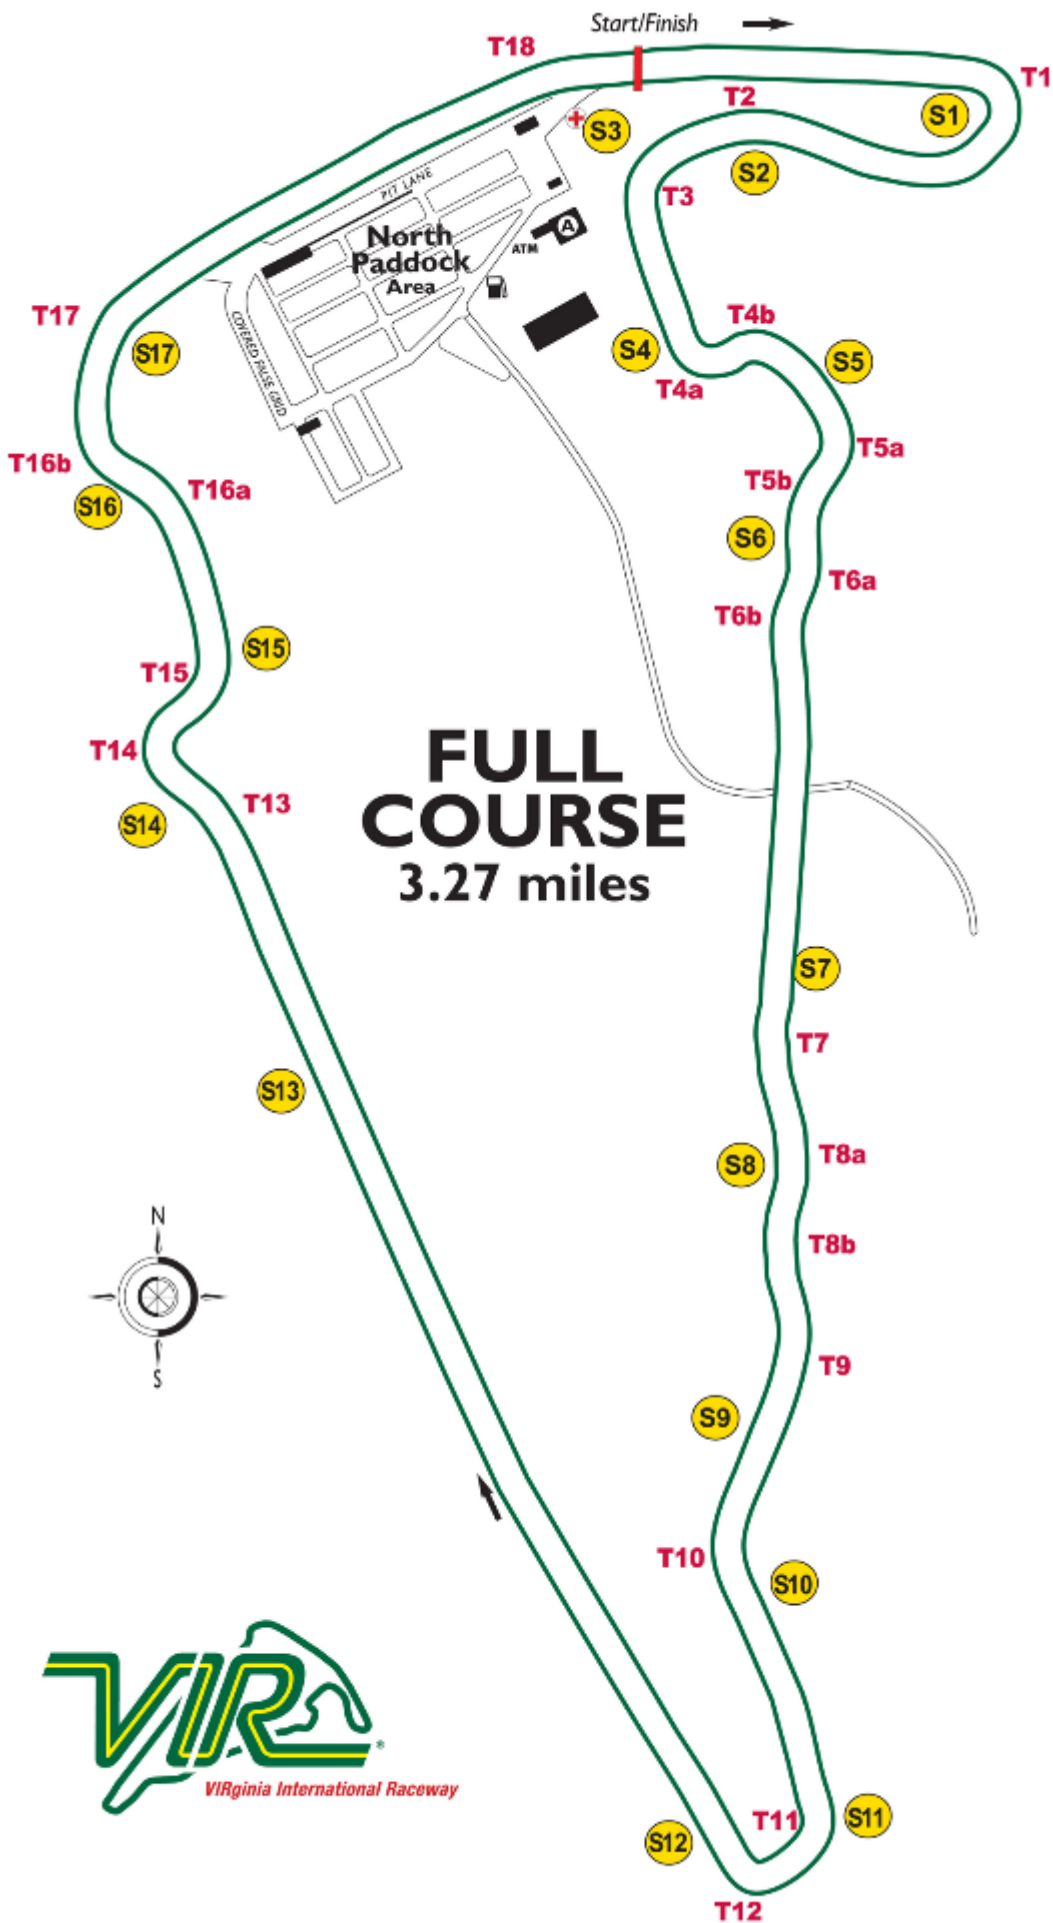 Start/Finish
T18
T1
T2
S1
S3
S2
T3
PIT LANE
North
Paddock
Area
A
ATM
T17
S17
COVERED FALSE GRID
T4b
S4
S5
T4a
T16b
T16a
S16
T5a
T5b
S6
T6a
T6b
S15
T15
T14
T13
S14
FULL
COURSE
3.27 miles
S7
T7
S13
S8
T8a
N
S
T8b
T9
S9
T10
S10
VIR
®
VIRginia International Raceway
T11
S11
S12
T12